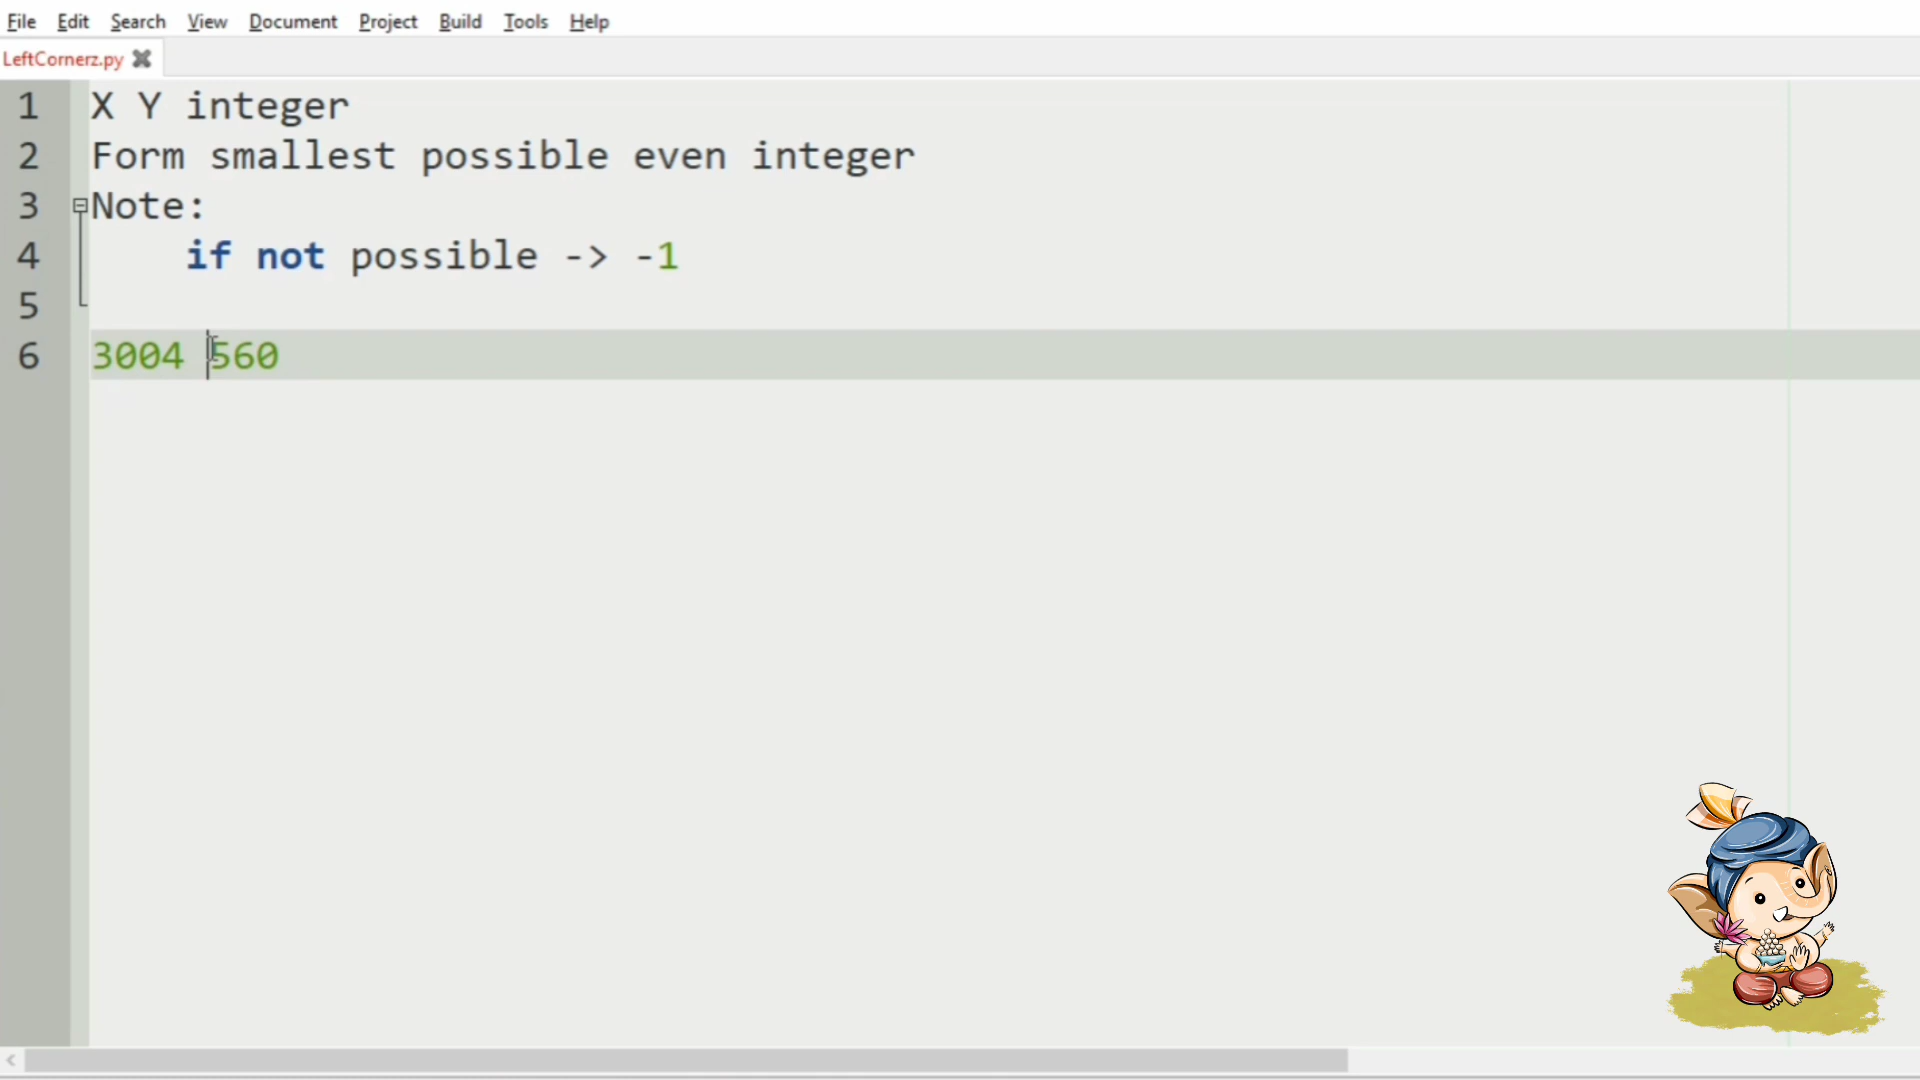 File Edit Search View Document Project Build Tools Help
LeftCornerz.py
1 X Y integer
2 Form smallest possible even integer
3 Note:
4 if not possible -> -1
5
6 3004 560